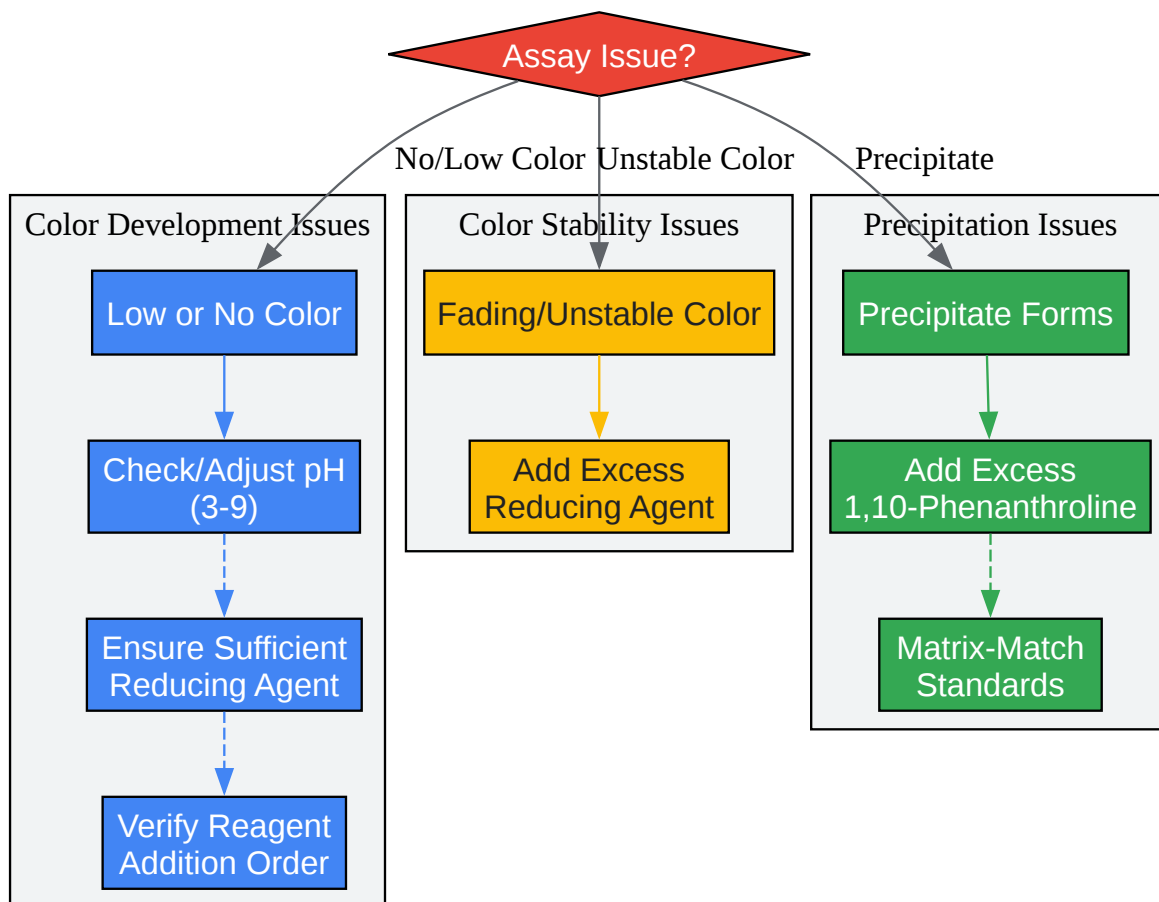 Assay Issue?
No/Low Color
Unstable Color
Precipitate
Color Development Issues
Low or No Color
Check/Adjust pH
(3-9)
Ensure Sufficient
Reducing Agent
Verify Reagent
Addition Order
Color Stability Issues
Fading/Unstable Color
Add Excess
Reducing Agent
Precipitation Issues
Precipitate Forms
Add Excess
1,10-Phenanthroline
Matrix-Match
Standards